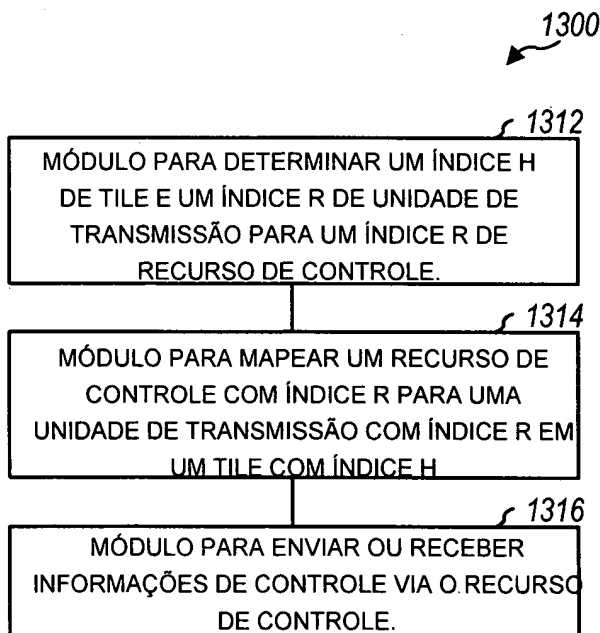 1300
1312
MÓDULO PARA DETERMINAR UM ÍNDICE H
DE TILE E UM ÍNDICE R DE UNIDADE DE
TRANSMISSÃO PARA UM ÍNDICE R DE
RECURSO DE CONTROLE.
1314
MÓDULO PARA MAPEAR UM RECURSO DE
CONTROLE COM ÍNDICE R PARA UMA
UNIDADE DE TRANSMISSÃO COM ÍNDICE R EM
UM TILE COM ÍNDICE H
1316
MÓDULO PARA ENVIAR OU RECEBER
INFORMAÇÕES DE CONTROLE VIA O RECURSO
DE CONTROLE.